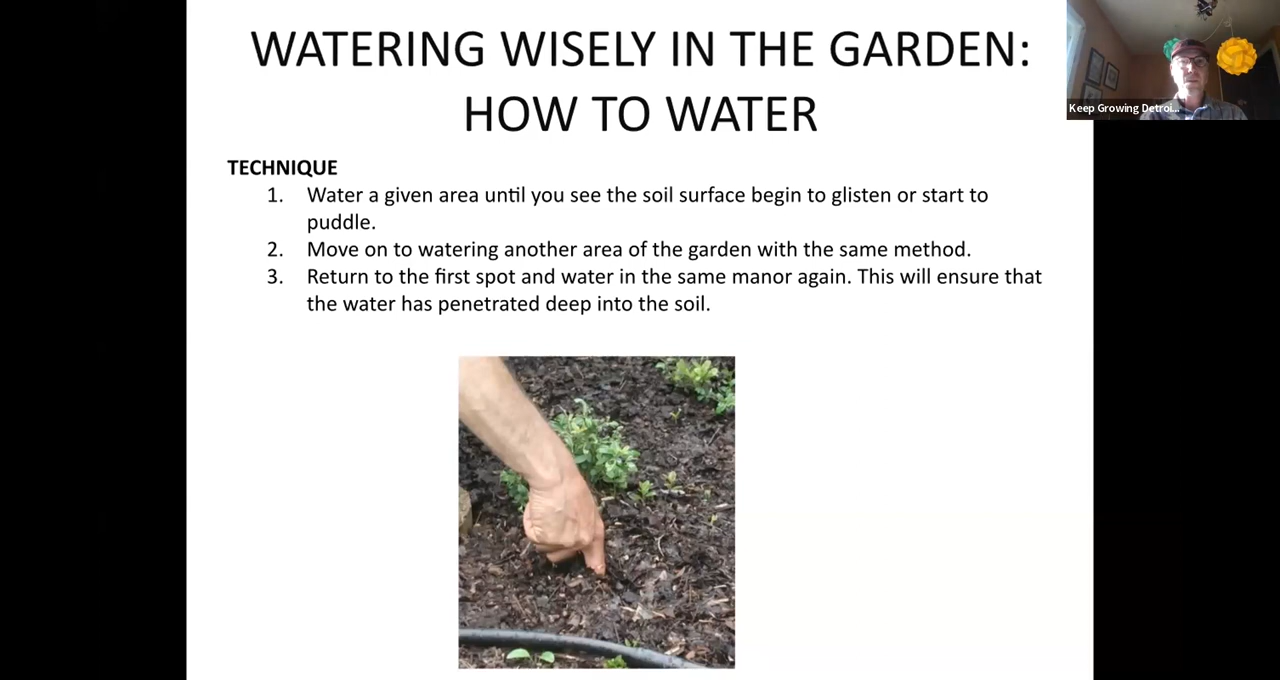 WATERING WISELY IN THE GARDEN:
HOW TO WATER
Keep Growing Detroi...
TECHNIQUE
1. Water a given area until you see the soil surface begin to glisten or start to
puddle.
2. Move on to watering another area of the garden with the same method.
3. Return to the first spot and water in the same manor again. This will ensure that
the water has penetrated deep into the soil.